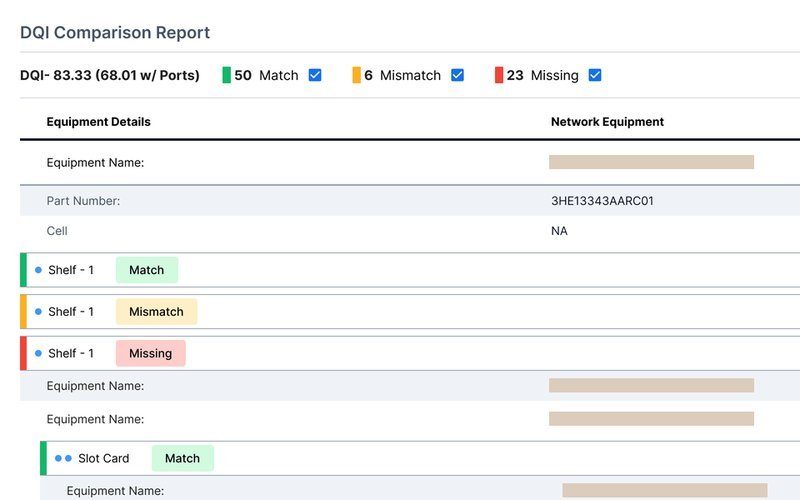 DQI Comparison Report
DQI- 83.33 (68.01 w/ Ports) 50 Match 6 Mismatch 23 Missing
Equipment Details Network Equipment
Equipment Name:
Part Number: 3HE13343AARC01
Cell NA
Shelf - 1 Match
Shelf - 1 Mismatch
Shelf - 1 Missing
Equipment Name:
Equipment Name:
Slot Card Match
Equipment Name: